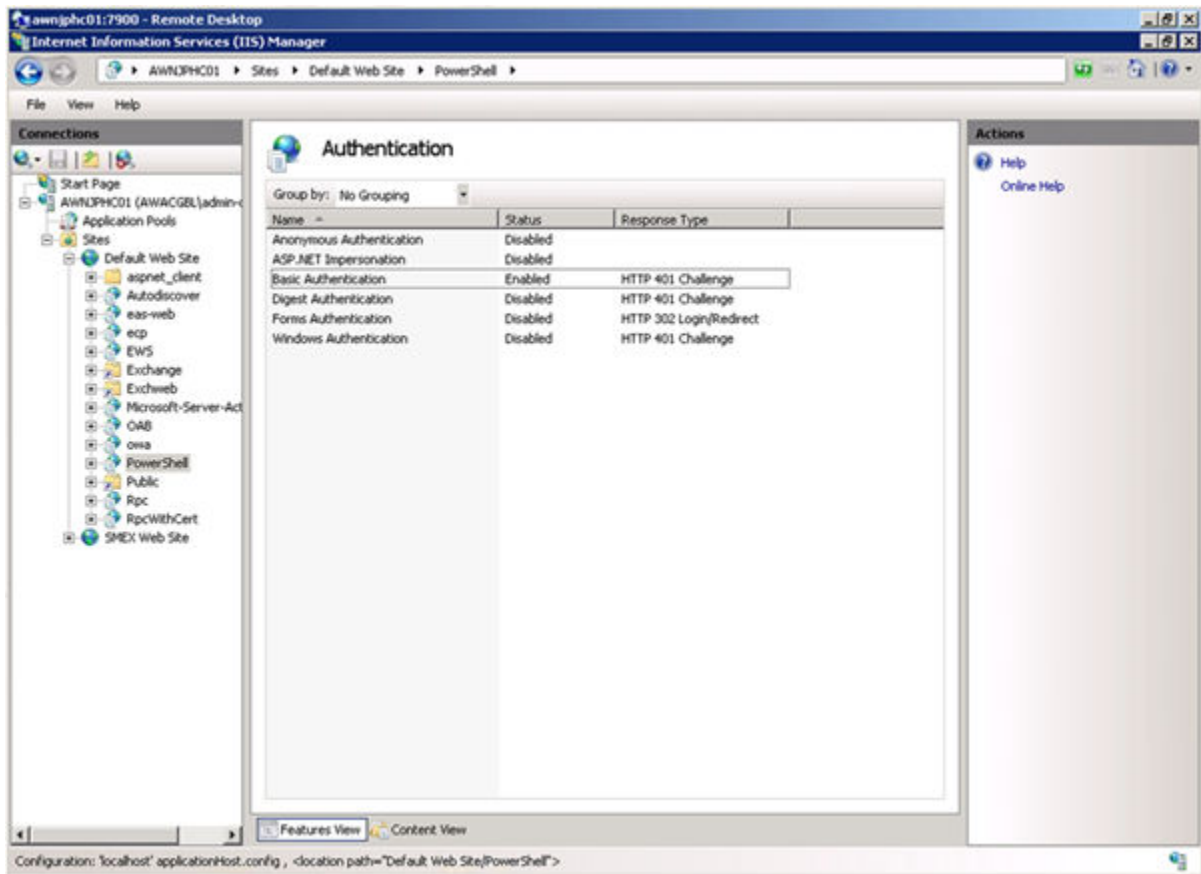 awnjphc01:7900 - Remote Desktop
Internet Information Services (IIS) Manager
AWNJPHC01 Sites Default Web Site PowerShell
File View Help
Connections
Start Page
AWNJPHC01 (AWACGBL\admin-
Application Pools
Sites
Default Web Site
aspnet_client
Autodiscover
eas-web
ecp
EWS
Exchange
Exchweb
Microsoft-Server-Act
OAB
owa
PowerShell
Public
Rpc
RpcWithCert
SMEX Web Site
Authentication
Group by: No Grouping
Name Status Response Type
Anonymous Authentication Disabled
ASP.NET Impersonation Disabled
Basic Authentication Enabled HTTP 401 Challenge
Digest Authentication Disabled HTTP 401 Challenge
Forms Authentication Disabled HTTP 302 Login/Redirect
Windows Authentication Disabled HTTP 401 Challenge
Features View Content View
Actions
Help
Online Help
Configuration: 'localhost' applicationHost.config , <location path="Default Web Site/PowerShell">